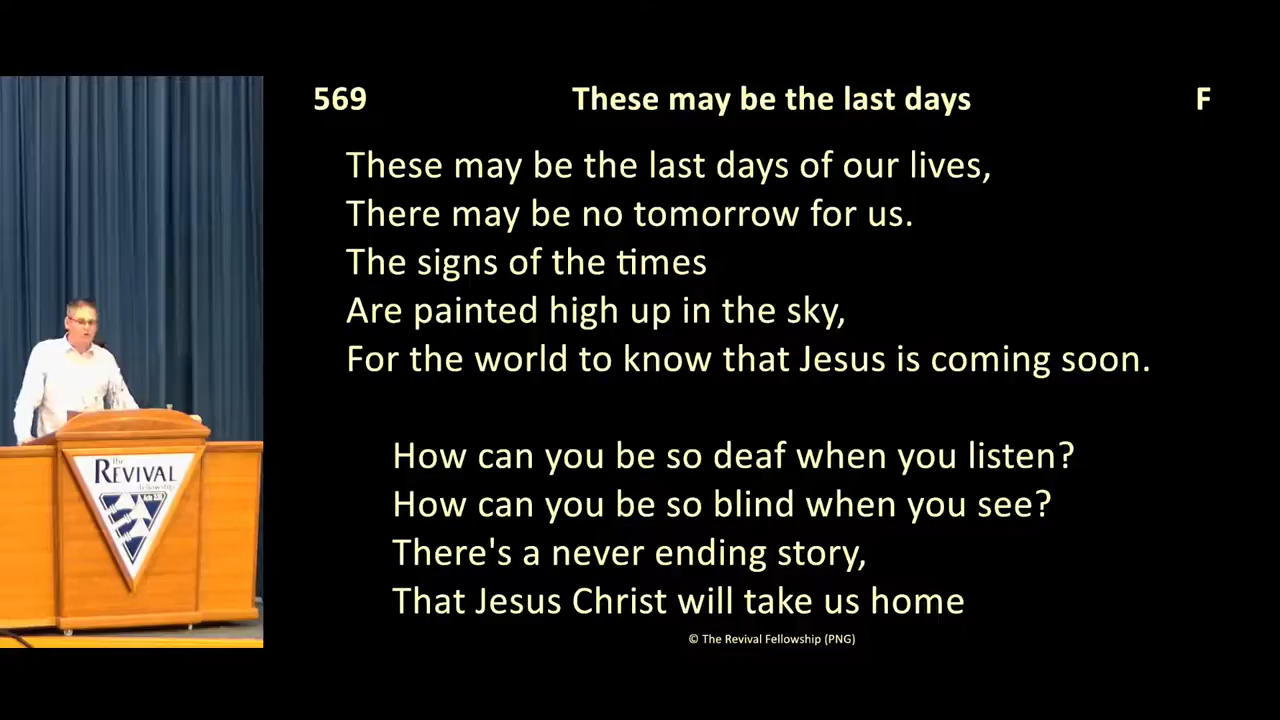 569 These may be the last days F
These may be the last days of our lives,
There may be no tomorrow for us.
The signs of the times
Are painted high up in the sky,
For the world to know that Jesus is coming soon.
How can you be so deaf when you listen?
How can you be so blind when you see?
There's a never ending story,
That Jesus Christ will take us home
© The Revival Fellowship (PNG)
The
REVIVAL
Fellowship